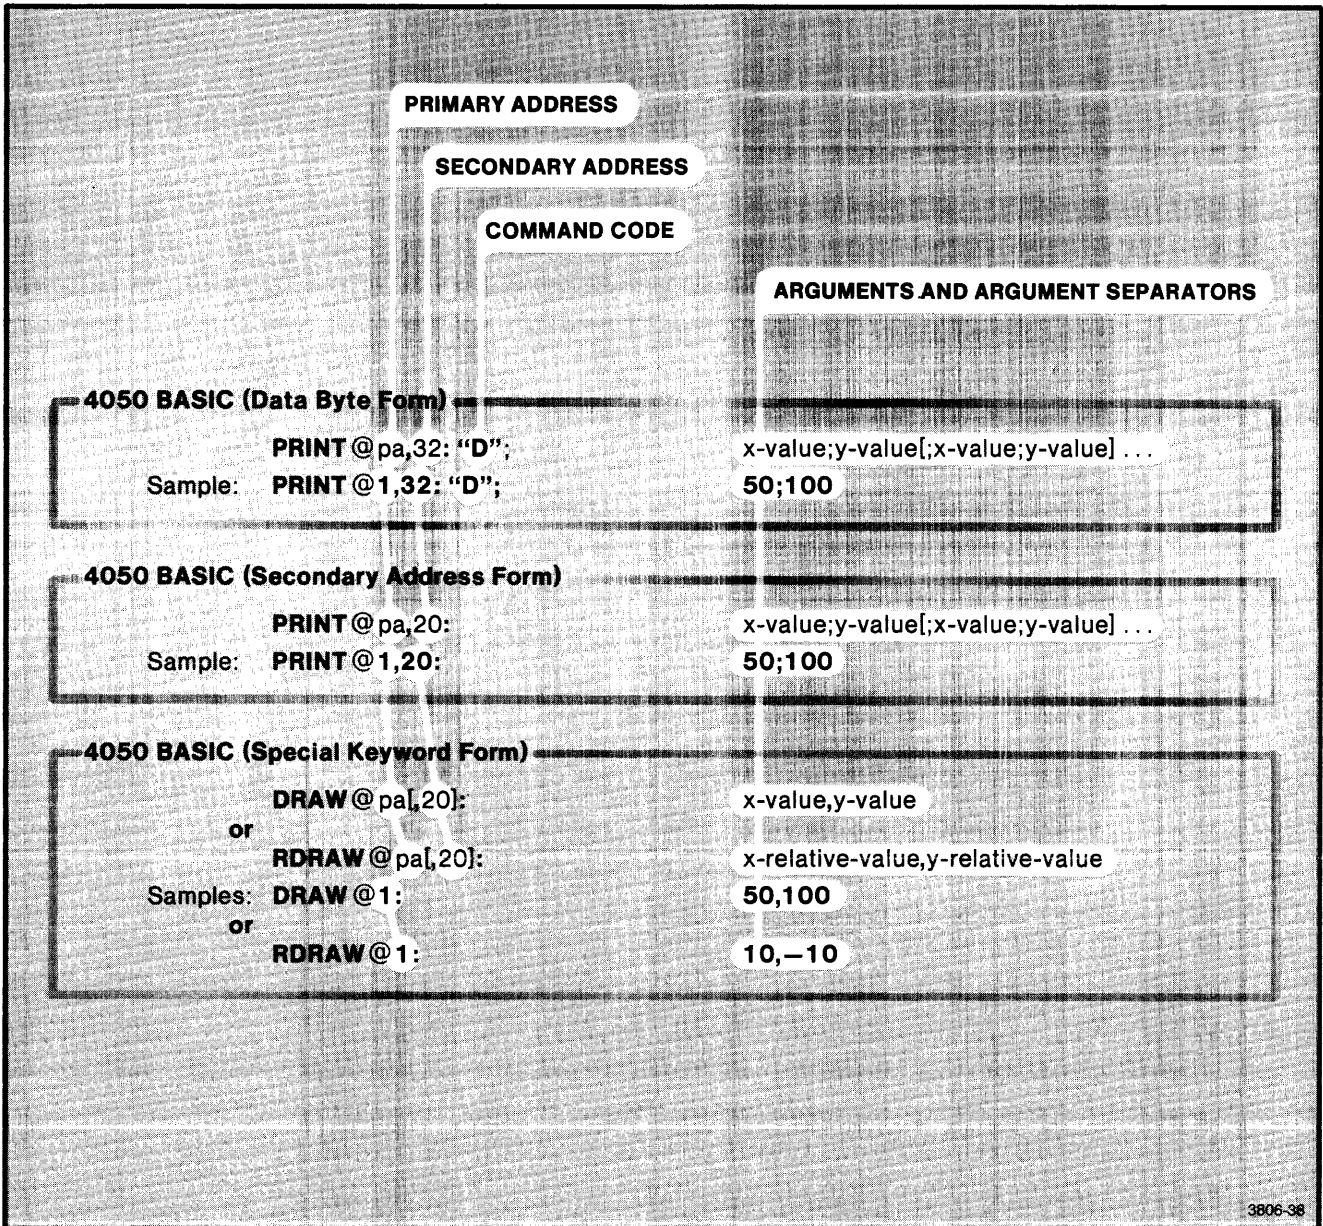 PRIMARY ADDRESS
SECONDARY ADDRESS
COMMAND CODE
ARGUMENTS AND ARGUMENT SEPARATORS
4050 BASIC (Data Byte Form)
PRINT @ pa,32: “D”; x-value;y-value[;x-value;y-value] ...
Sample: PRINT @ 1,32: “D”; 50;100
4050 BASIC (Secondary Address Form)
PRINT @ pa,20: x-value;y-value[;x-value;y-value] ...
Sample: PRINT @ 1,20: 50;100
4050 BASIC (Special Keyword Form)
DRAW @ pa[,20]: x-value,y-value
or
RDRAW @ pa[,20]: x-relative-value,y-relative-value
Samples: DRAW @ 1: 50,100
or
RDRAW @ 1: 10,—10
3806-38